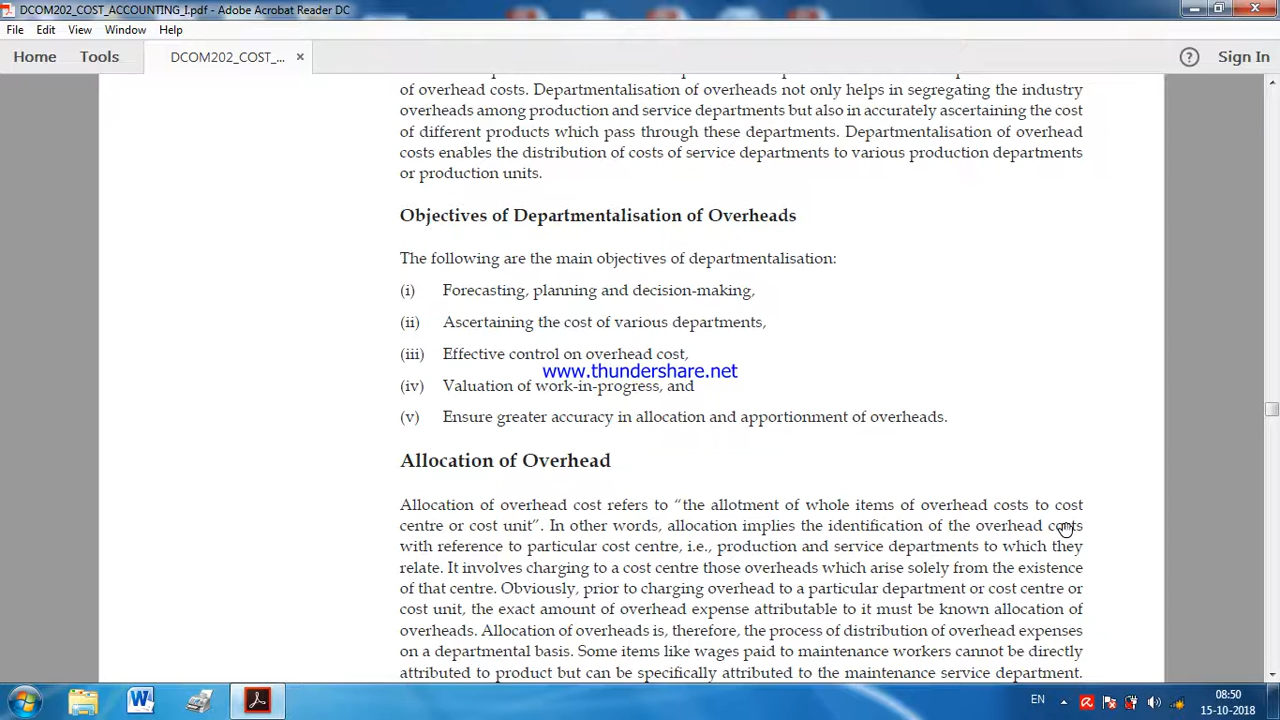 DCOM202_COST_ACCOUNTING_I.pdf - Adobe Acrobat Reader DC
File Edit View Window Help
Home Tools DCOM202_COST_... × ? Sign In
of overhead costs. Departmentalisation of overheads not only helps in segregating the industry
overheads among production and service departments but also in accurately ascertaining the cost
of different products which pass through these departments. Departmentalisation of overhead
costs enables the distribution of costs of service departments to various production departments
or production units.
Objectives of Departmentalisation of Overheads
The following are the main objectives of departmentalisation:
(i) Forecasting, planning and decision-making,
(ii) Ascertaining the cost of various departments,
(iii) Effective control on overhead cost,
www.thundershare.net
(iv) Valuation of work-in-progress, and
(v) Ensure greater accuracy in allocation and apportionment of overheads.
Allocation of Overhead
Allocation of overhead cost refers to “the allotment of whole items of overhead costs to cost
centre or cost unit”. In other words, allocation implies the identification of the overhead costs
with reference to particular cost centre, i.e., production and service departments to which they
relate. It involves charging to a cost centre those overheads which arise solely from the existence
of that centre. Obviously, prior to charging overhead to a particular department or cost centre or
cost unit, the exact amount of overhead expense attributable to it must be known allocation of
overheads. Allocation of overheads is, therefore, the process of distribution of overhead expenses
on a departmental basis. Some items like wages paid to maintenance workers cannot be directly
attributed to product but can be specifically attributed to the maintenance service department.
EN 08:50
15-10-2018